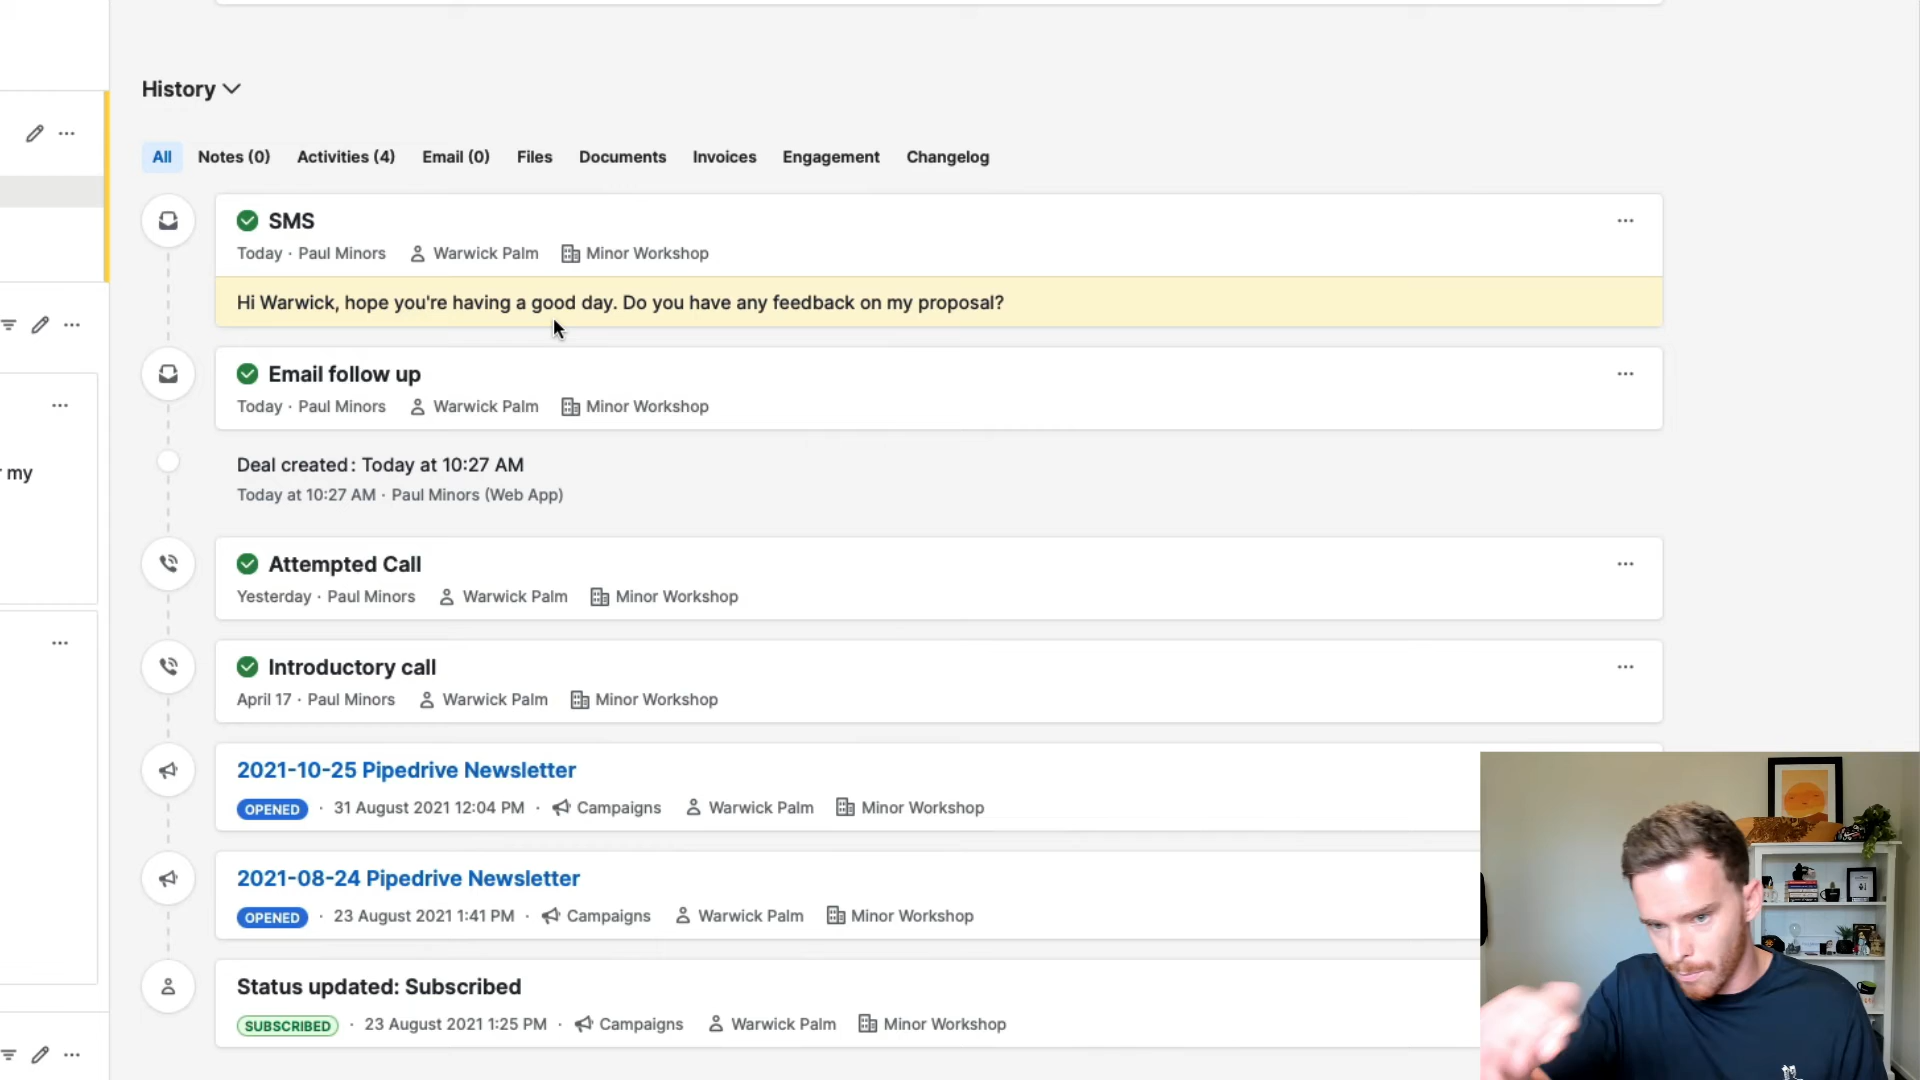 History
All Notes (0) Activities (4) Email (0) Files Documents Invoices Engagement Changelog
SMS
Today · Paul Minors Warwick Palm Minor Workshop
Hi Warwick, hope you're having a good day. Do you have any feedback on my proposal?
Email follow up
Today · Paul Minors Warwick Palm Minor Workshop
Deal created: Today at 10:27 AM
my
Today at 10:27 AM · Paul Minors (Web App)
Attempted Call
Yesterday · Paul Minors Warwick Palm Minor Workshop
Introductory call
April 17 · Paul Minors Warwick Palm Minor Workshop
2021-10-25 Pipedrive Newsletter
OPENED · 31 August 2021 12:04 PM · Campaigns Warwick Palm Minor Workshop
2021-08-24 Pipedrive Newsletter
OPENED · 23 August 2021 1:41 PM · Campaigns Warwick Palm Minor Workshop
Status updated: Subscribed
SUBSCRIBED · 23 August 2021 1:25 PM · Campaigns Warwick Palm Minor Workshop